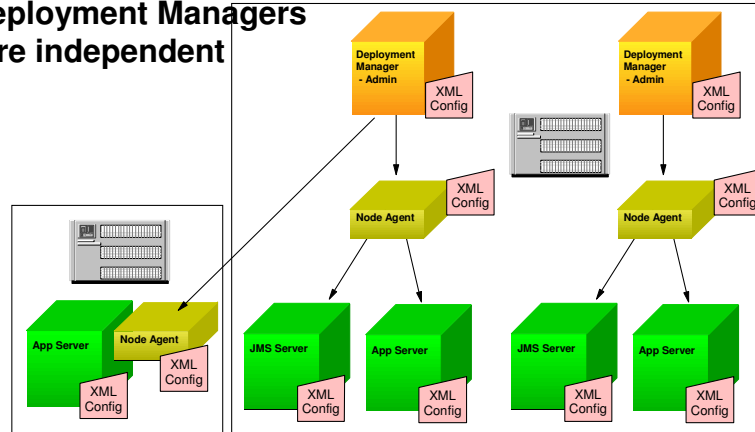 eployment Managers
re independent
Deployment
Manager
- Admin
XML
Config
Deployment
Manager
- Admin
XML
Config
Node Agent
XML
Config
Node Agent
XML
Config
App Server
XML
Config
Node Agent
XML
Config
JMS Server
XML
Config
App Server
XML
Config
JMS Server
XML
Config
App Server
XML
Config